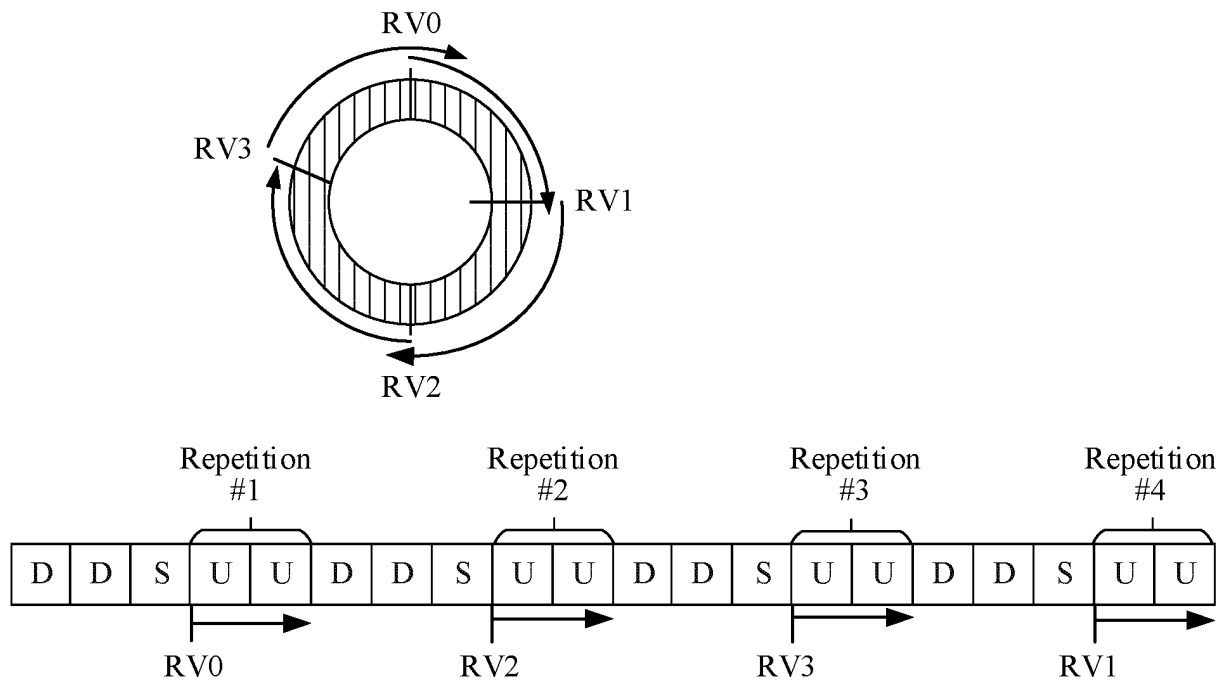 RV0
RV3
RV1
RV2
Repetition Repetition Repetition Repetition
#1 #2 #3 #4
D D S U U D D S U U D D S U U D D S U U
RV0 RV2 RV3 RV1